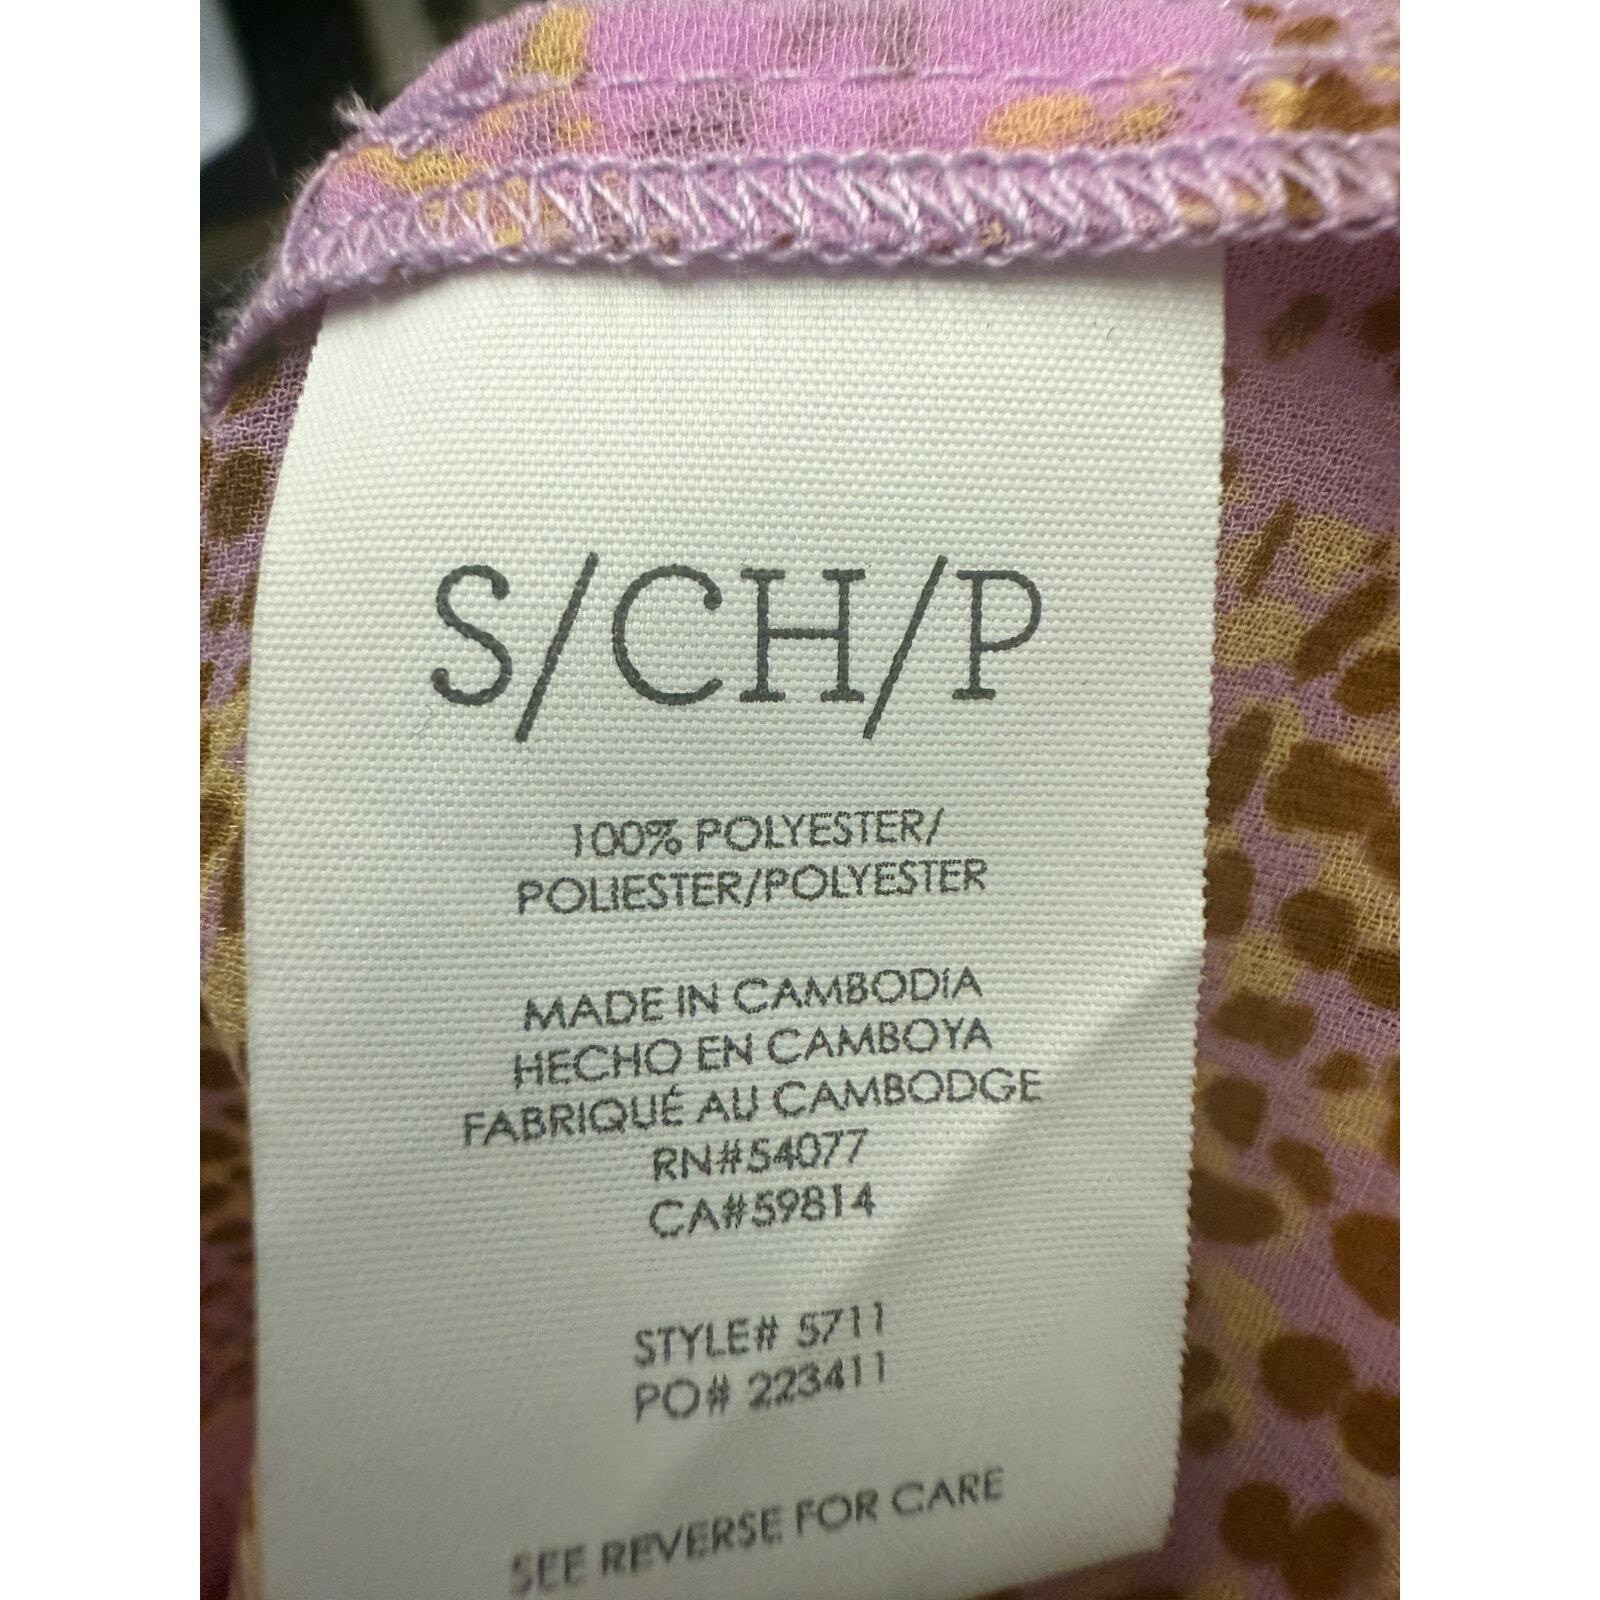 S/CH/P
100% POLYESTER/
POLIESTER/POLYESTER
MADE IN CAMBODIA
HECHO EN CAMBOYA
FABRIQUÉ AU CAMBODGE
RN#54077
CA#59814
STYLE# 5711
PO# 223411
SEE REVERSE FOR CARE